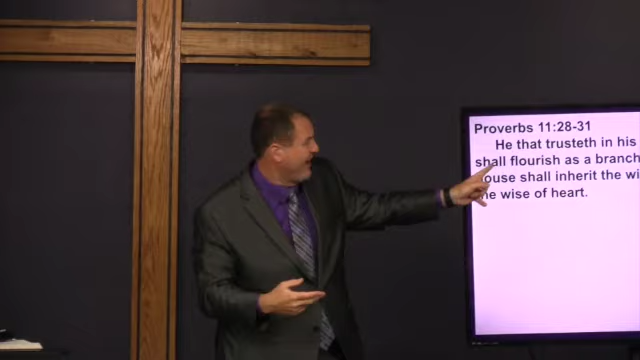 Proverbs 11:28-31
He that trusteth in his
shall flourish as a branch
ouse shall inherit the wi
he wise of heart.